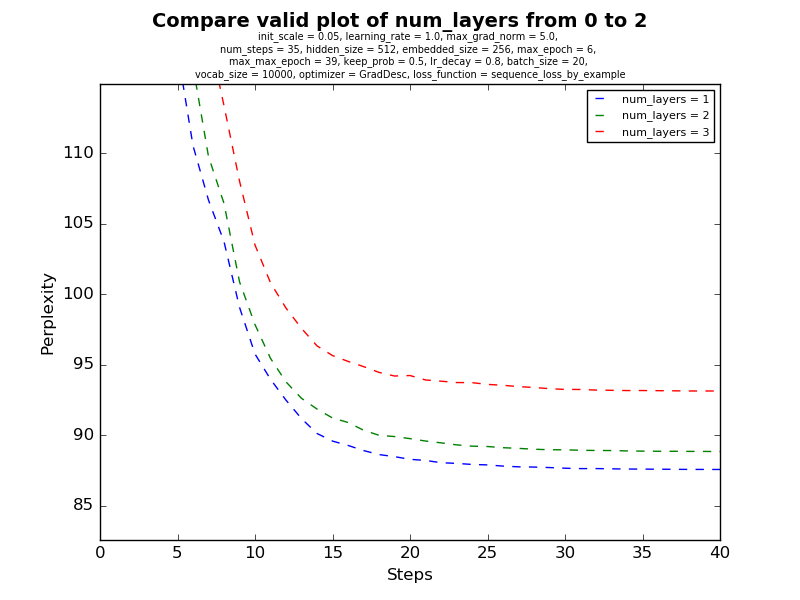 Compare valid plot of num_layers from 0 to 2
init_scale = 0.05, learning_rate = 1.0, max_grad_norm = 5.0,
num_steps = 35, hidden_size = 512, embedded_size = 256, max_epoch = 6,
max_max_epoch = 39, keep_prob = 0.5, lr_decay = 0.8, batch_size = 20,
vocab_size = 10000, optimizer = GradDesc, loss_function = sequence_loss_by_example
num_layers = 1
num_layers = 2
num_layers = 3
Perplexity
110
105
100
95
90
85
0 5 10 15 20 25 30 35 40
Steps